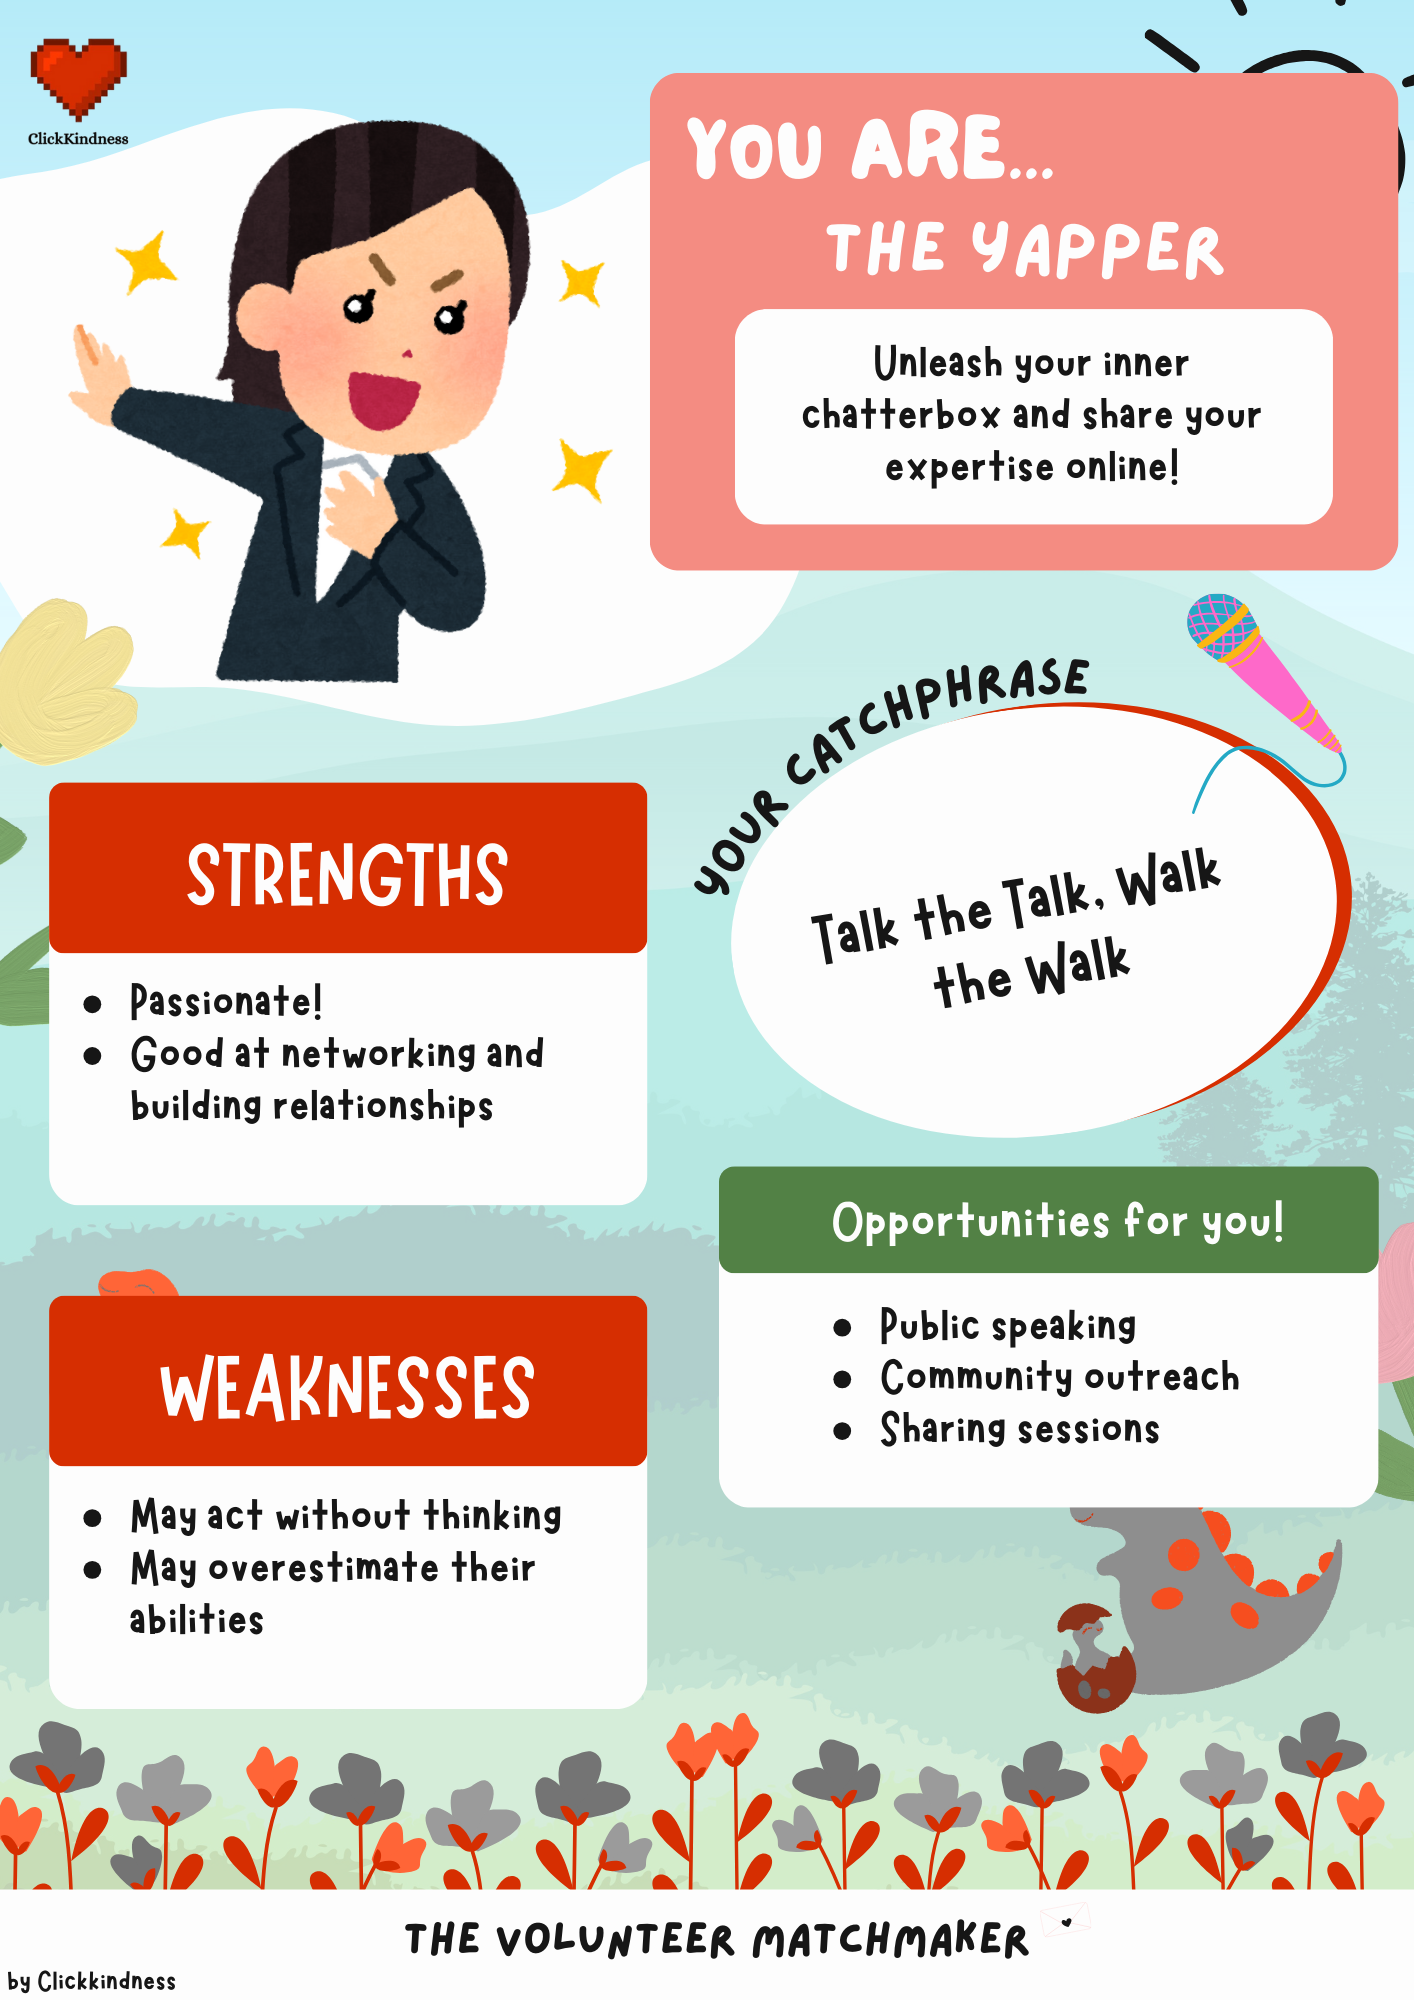 ClickKindness
YOU ARE...
THE YAPPER
Unleash your inner
chatterbox and share your
expertise online!
YOUR CATCHPHRASE
Talk the Talk, Walk
the Walk
STRENGTHS
• Passionate!
• Good at networking and
building relationships
Opportunities for you!
• Public speaking
• Community outreach
• Sharing sessions
WEAKNESSES
• May act without thinking
• May overestimate their
abilities
THE VOLUNTEER MATCHMAKER
by Clickkindness